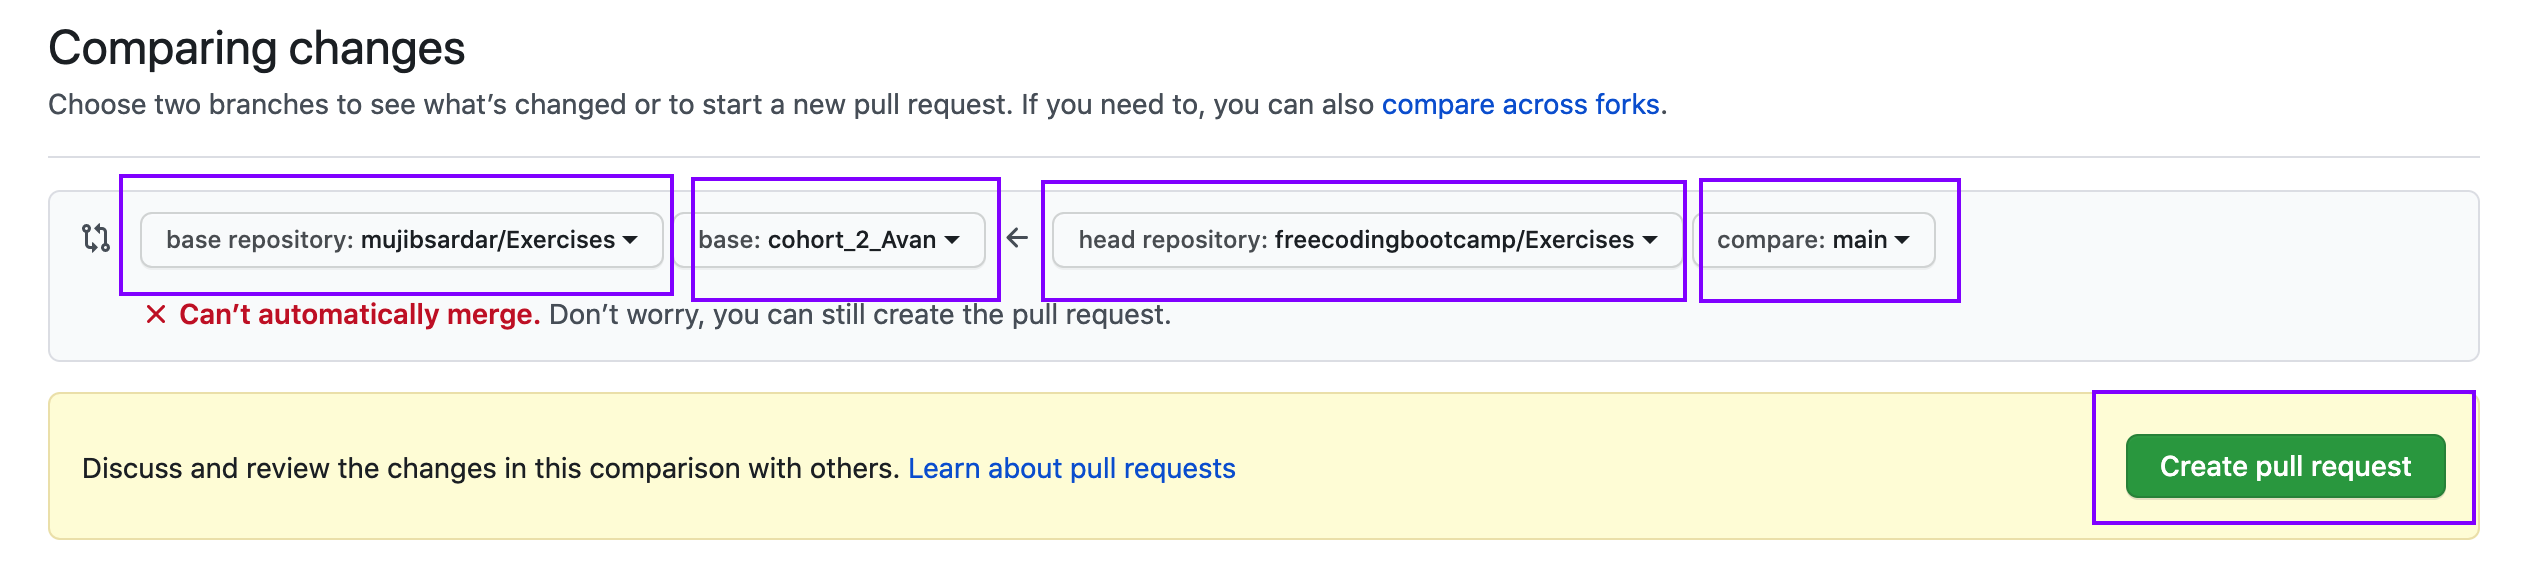 Comparing changes
Choose two branches to see what’s changed or to start a new pull request. If you need to, you can also compare across forks.
base repository: mujibsardar/Exercises base: cohort_2_Avan head repository: freecodingbootcamp/Exercises compare: main
Can’t automatically merge. Don’t worry, you can still create the pull request.
Discuss and review the changes in this comparison with others. Learn about pull requests
Create pull request